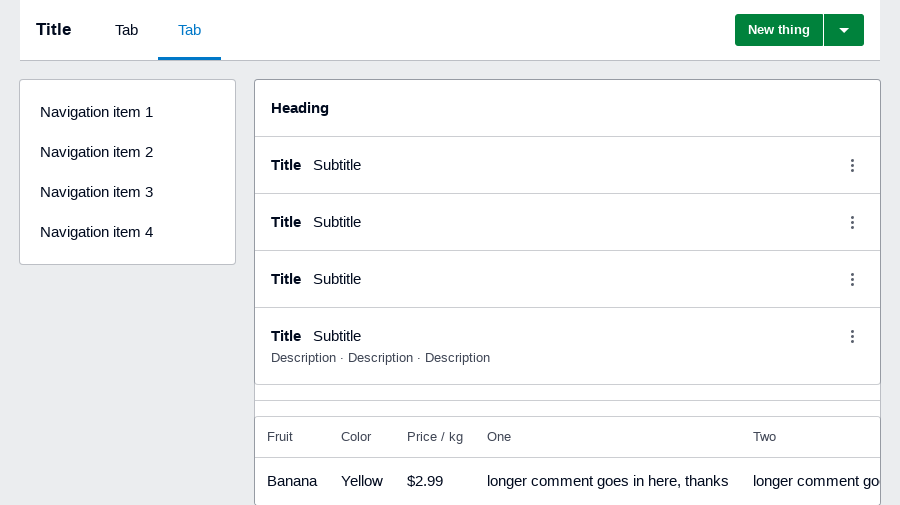 Title Tab Tab New thing
Navigation item 1
Navigation item 2
Navigation item 3
Navigation item 4
Heading
Title Subtitle
Title Subtitle
Title Subtitle
Title Subtitle
Description · Description · Description
Fruit Color Price / kg One Two
Banana Yellow $2.99 longer comment goes in here, thanks longer comment